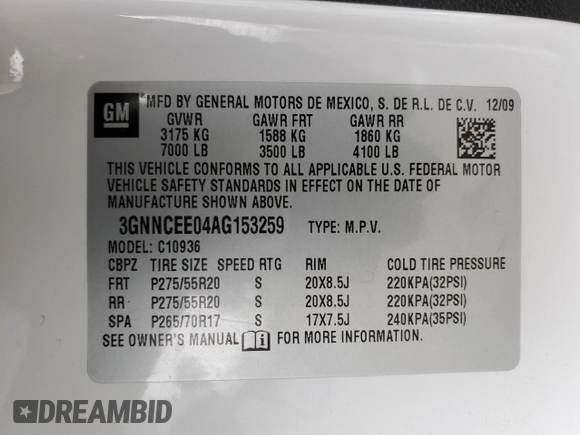 GM
MFD BY GENERAL MOTORS DE MEXICO, S. DE R.L. DE C.V. 12/09
GVWR GAWR FRT GAWR RR
3175 KG 1588 KG 1860 KG
7000 LB 3500 LB 4100 LB
THIS VEHICLE CONFORMS TO ALL APPLICABLE U.S. FEDERAL MOTOR
VEHICLE SAFETY STANDARDS IN EFFECT ON THE DATE OF
MANUFACTURE SHOWN ABOVE.
3GNNCEE04AG153259 TYPE: M.P.V.
MODEL: C10936
CBPZ TIRE SIZE SPEED RTG RIM COLD TIRE PRESSURE
FRT P275/55R20 S 20X8.5J 220KPA(32PSI)
RR P275/55R20 S 20X8.5J 220KPA(32PSI)
SPA P265/70R17 S 17X7.5J 240KPA(35PSI)
SEE OWNER'S MANUAL i FOR MORE INFORMATION.
DREAMBID